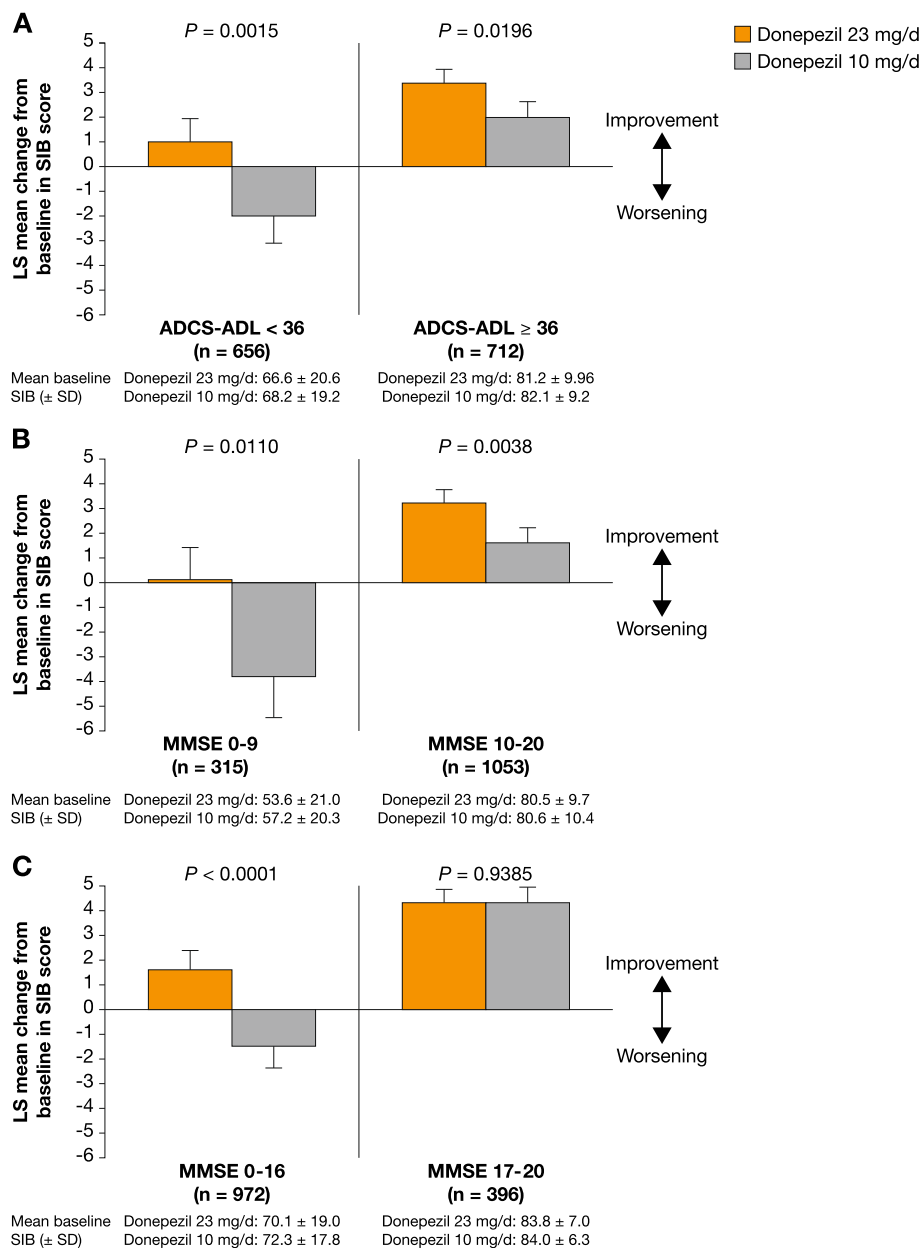 A
P = 0.0015
P = 0.0196
Donepezil 23 mg/d
Donepezil 10 mg/d
LS mean change from
baseline in SIB score
5
4
3
2
1
0
-1
-2
-3
-4
-5
-6
Improvement
Worsening
ADCS-ADL < 36
(n = 656)
ADCS-ADL ≥ 36
(n = 712)
Mean baseline Donepezil 23 mg/d: 66.6 ± 20.6 Donepezil 23 mg/d: 81.2 ± 9.96
SIB (± SD) Donepezil 10 mg/d: 68.2 ± 19.2 Donepezil 10 mg/d: 82.1 ± 9.2
B
P = 0.0110
P = 0.0038
LS mean change from
baseline in SIB score
5
4
3
2
1
0
-1
-2
-3
-4
-5
-6
Improvement
Worsening
MMSE 0-9
(n = 315)
MMSE 10-20
(n = 1053)
Mean baseline Donepezil 23 mg/d: 53.6 ± 21.0 Donepezil 23 mg/d: 80.5 ± 9.7
SIB (± SD) Donepezil 10 mg/d: 57.2 ± 20.3 Donepezil 10 mg/d: 80.6 ± 10.4
C
P < 0.0001
P = 0.9385
LS mean change from
baseline in SIB score
5
4
3
2
1
0
-1
-2
-3
-4
-5
-6
Improvement
Worsening
MMSE 0-16
(n = 972)
MMSE 17-20
(n = 396)
Mean baseline Donepezil 23 mg/d: 70.1 ± 19.0 Donepezil 23 mg/d: 83.8 ± 7.0
SIB (± SD) Donepezil 10 mg/d: 72.3 ± 17.8 Donepezil 10 mg/d: 84.0 ± 6.3